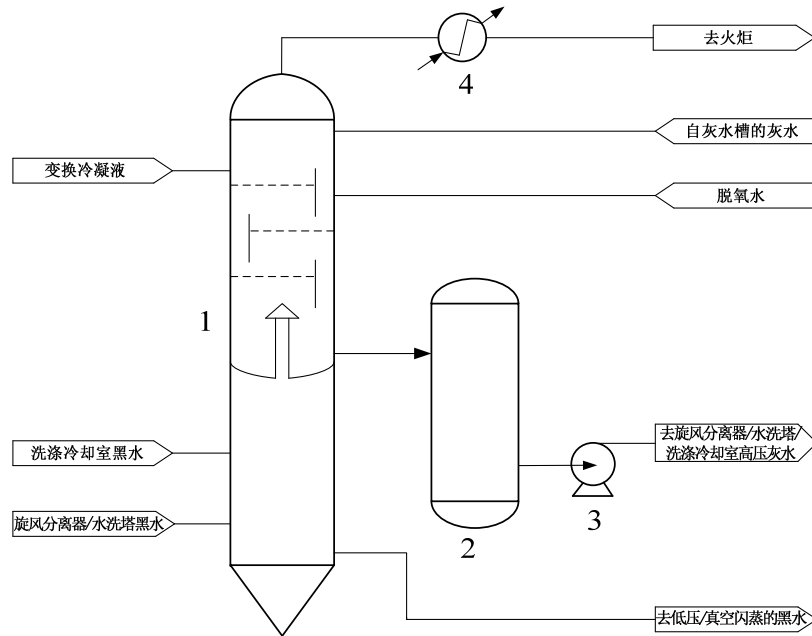 去火炬
4
自灰水槽的灰水
变换冷凝液
脱氧水
1
洗涤冷却室黑水
去旋风分离器/水洗塔/
洗涤冷却室高压灰水
旋风分离器/水洗塔黑水
3
2
去低压/真空闪蒸的黑水